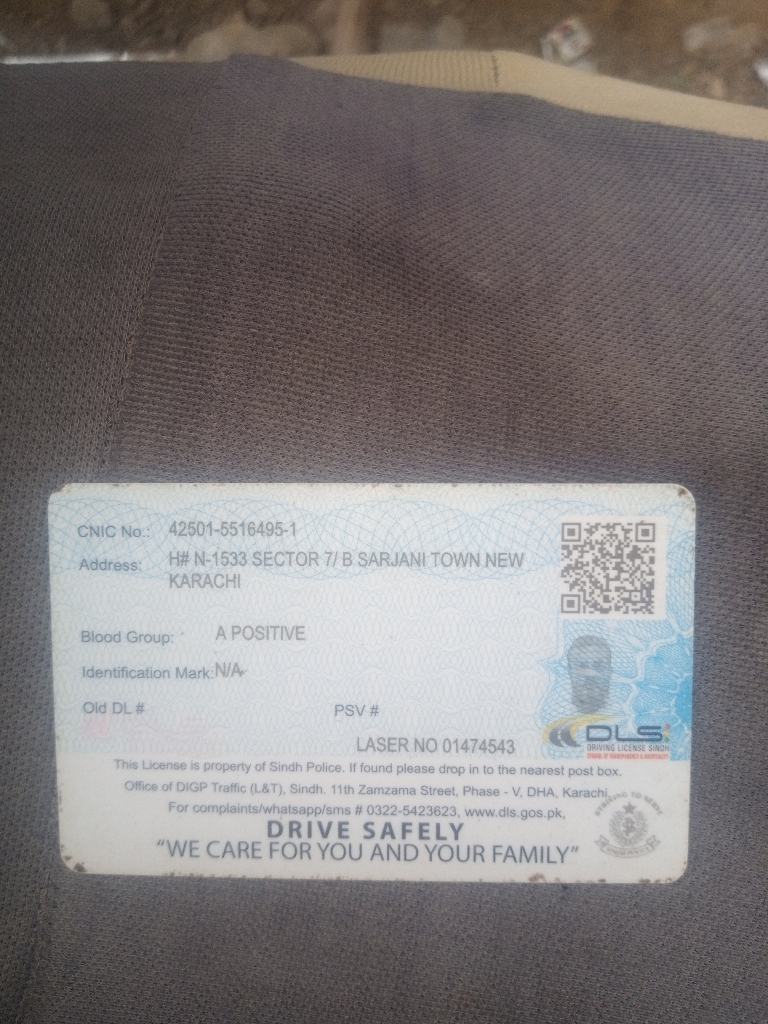 CNIC No.: 42501-5516495-1
Address: H# N-1533 SECTOR 7/ B SARJANI TOWN NEW
KARACHI
Blood Group: A POSITIVE
Identification Mark: N/A
Old DL #
PSV #
LASER NO 01474543
DLS
DRIVING LICENSE SINDH
This License is property of Sindh Police. If found please drop in to the nearest post box.
Office of DIGP Traffic (L&T), Sindh. 11th Zamzama Street, Phase - V, DHA, Karachi.
For complaints/whatsapp/sms # 0322-5423623, www.dls.gos.pk,
DRIVE SAFELY
“WE CARE FOR YOU AND YOUR FAMILY”